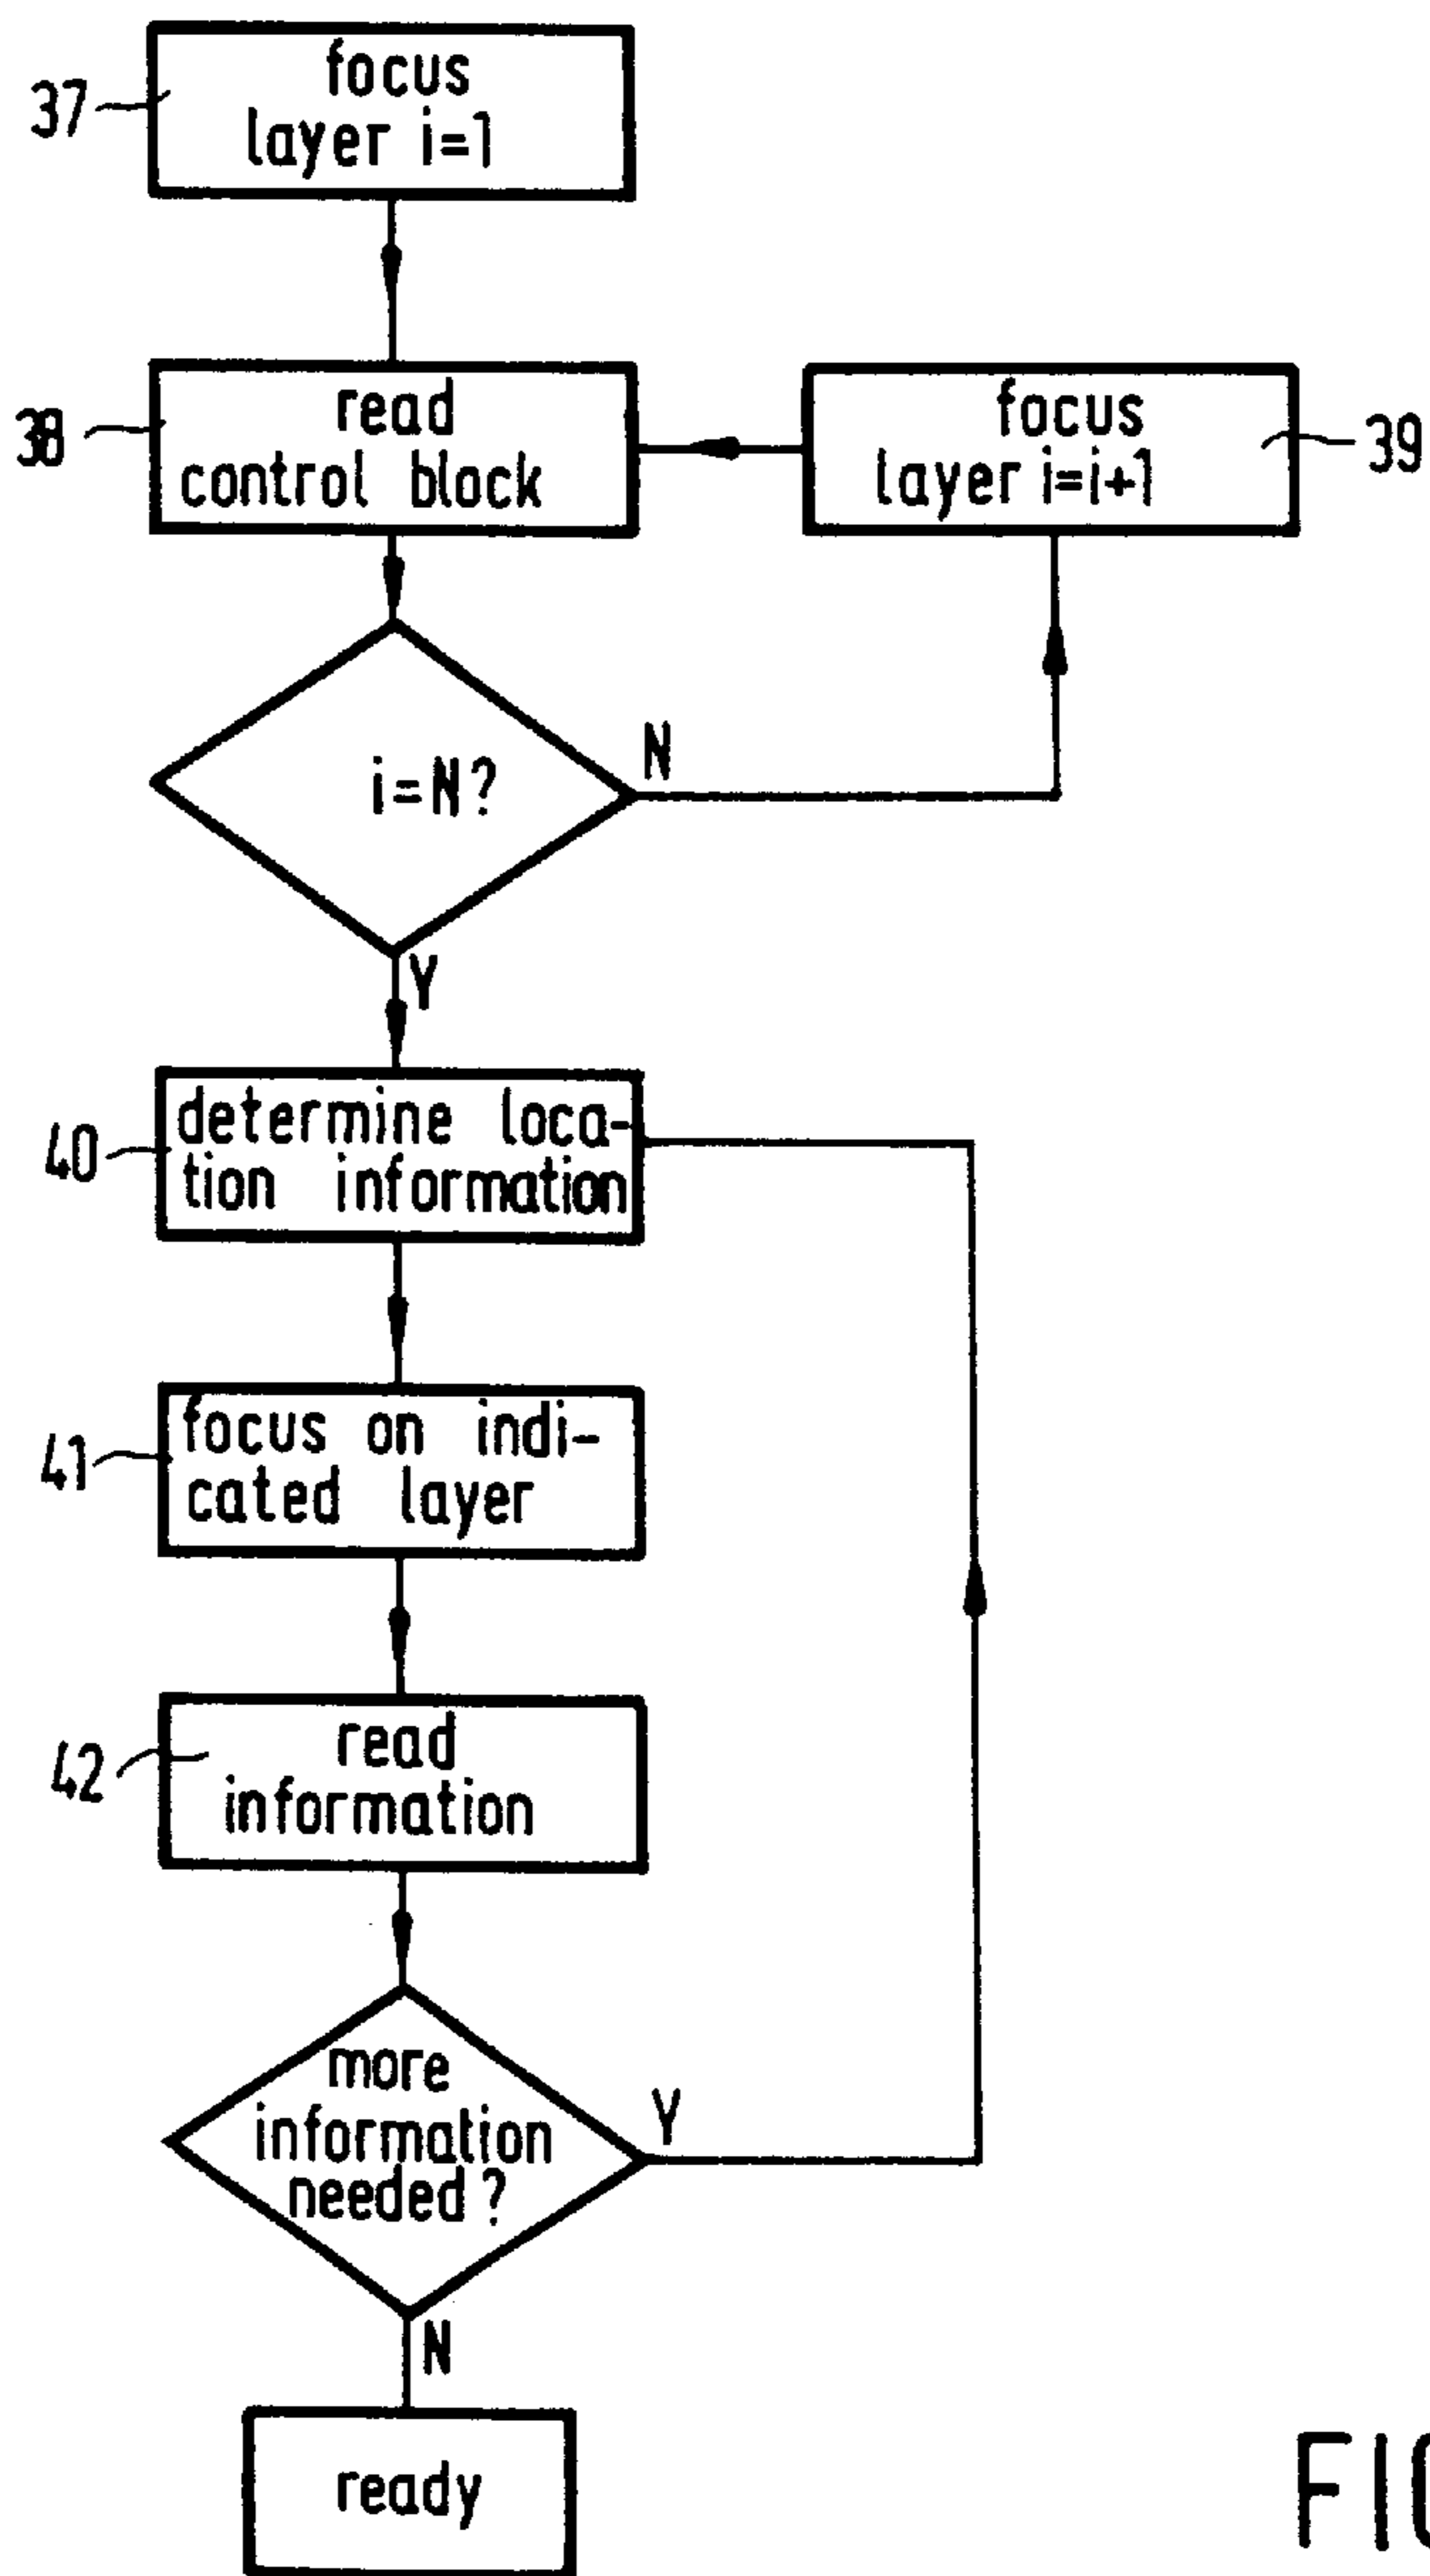 focus
37
layer i=1
read
38
control block
focus
layer i=i+1
39
i=N?
N
Y
determine loca-
40
tion information
focus on indi-
41
cated layer
read
42
information
more
information
needed?
Y
N
ready